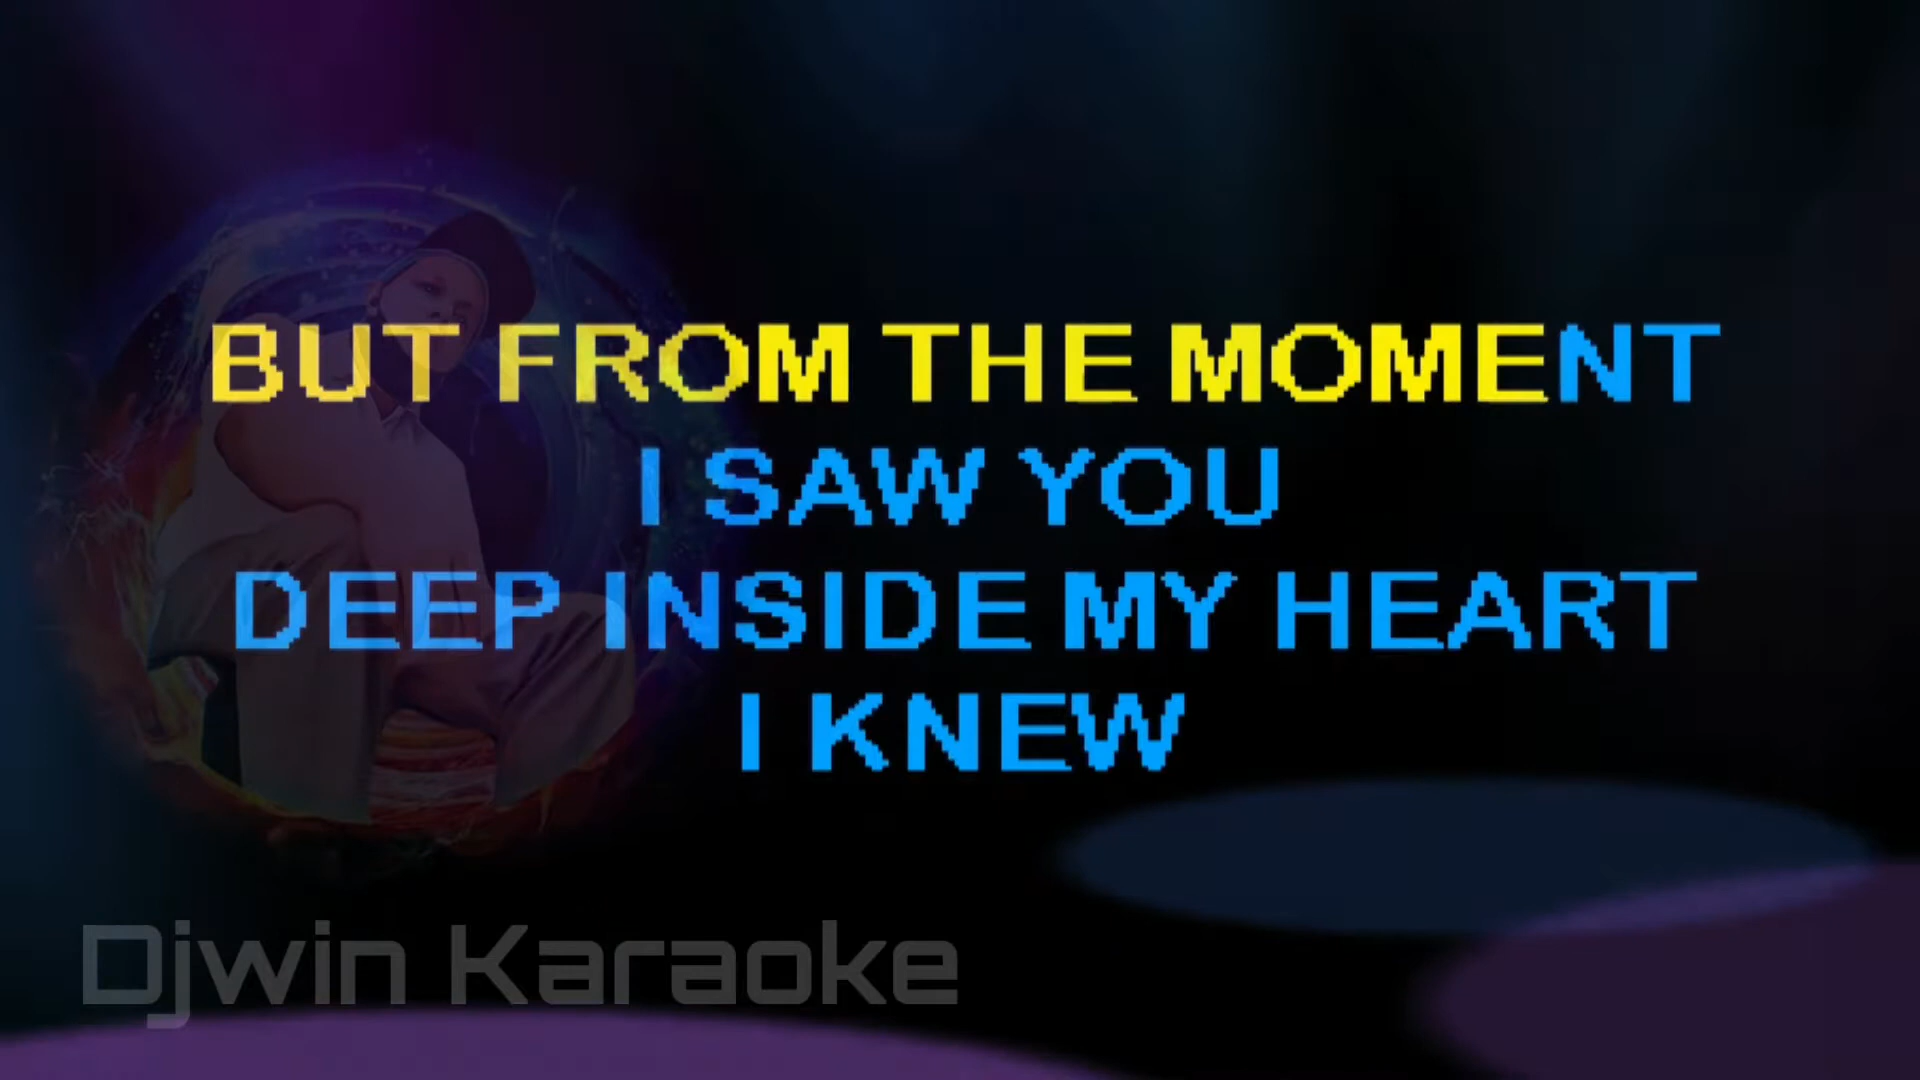 BUT FROM THE MOMENT
I SAW YOU
DEEP INSIDE MY HEART
I KNEW
Djwin Karaoke